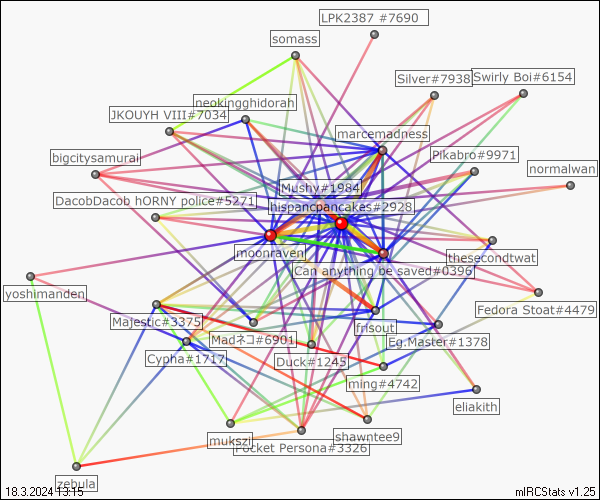 LPK2387 #7690
somass
Silver#7938
Swirly Boi#6154
neokingghidorah
JKOUYH VIII#7034
marcemadness
bigcitysamurai
Pikabro#9971
normalwan
Mushy#1984
DacobDacob hORNY police#5271
hispancpancakes#2928
moonraveni
thesecondtwat
Can anything be saved#0396
yoshimanden
Fedora Stoat#4479
Majestic#3375
frisout
Madネコ#6901
Eg.Master#1378
Cypha#1717
Duck#1245
ming#4742
eliakith
mukszi
shawntee9
Pocket Persona#3326
zebula
18.3.2024 13:15
mIRCStats v1.25